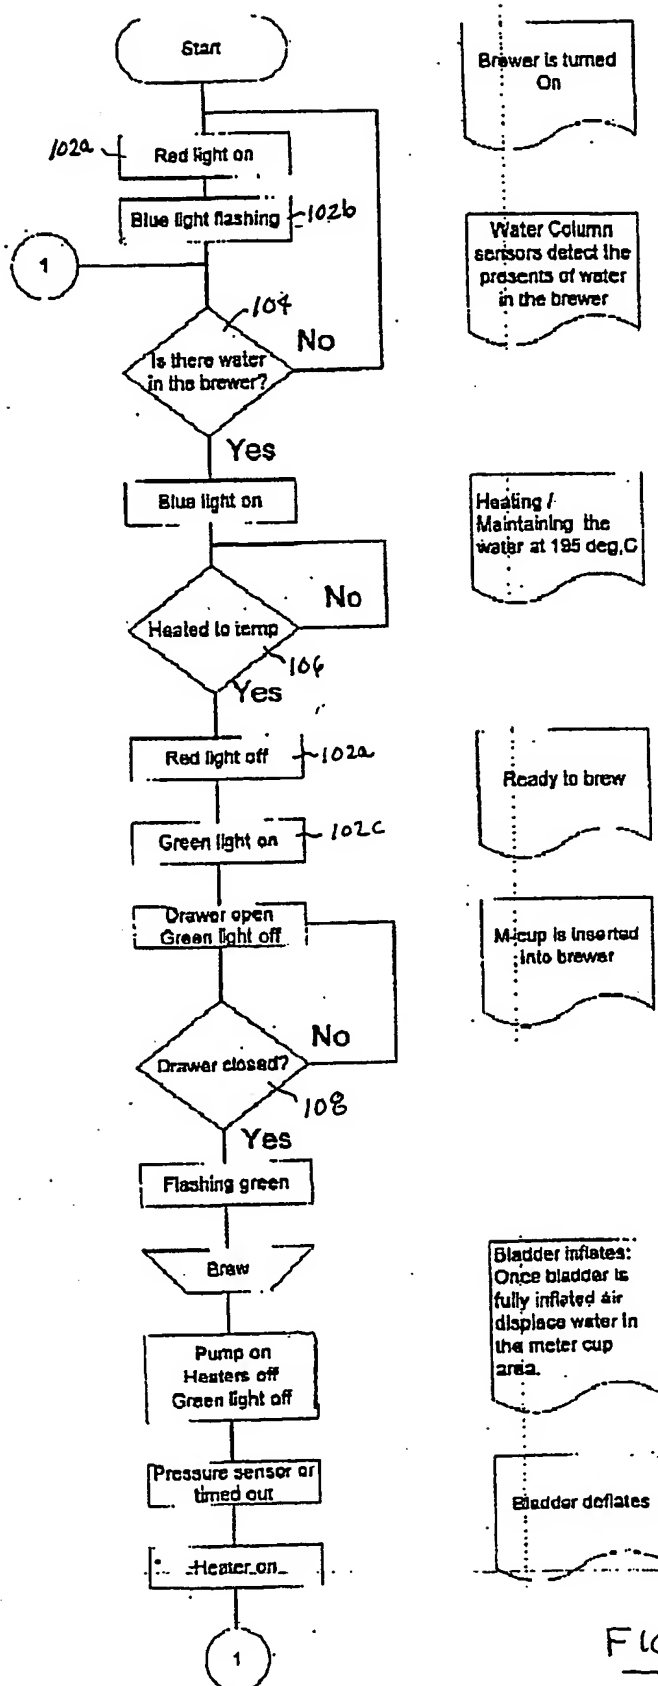 Start
Brewer is turned
On
102a
Red light on
Blue light flashing
102b
1
Water Column
sensors detect the
presents of water
in the brewer
104
No
Is there water
in the brewer?
Yes
Blue light on
Heating /
Maintaining the
water at 195 deg,C
No
Heated to temp
106
Yes
Red light off
102a
Ready to brew
Green light on
102c
Drawer open
Green light off
M-cup is inserted
into brewer
No
Drawer closed?
108
Yes
Flashing green
Brew
Bladder inflates:
Once bladder is
fully inflated air
displace water in
the meter cup
area.
Pump on
Heaters off
Green light off
Pressure sensor or
timed out
Bladder deflates
Heater on
1